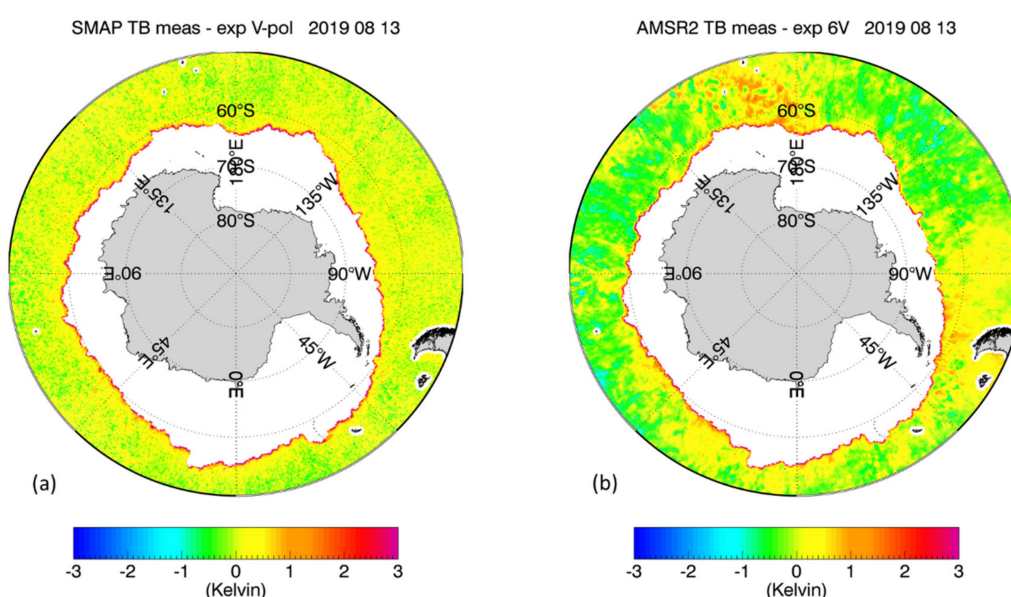 SMAP TB meas - exp V-pol 2019 08 13
60°S
180°E
70°S
135°E
135°W
80°S
90°E
90°W
45°E
45°W
0°E
(a)
-3 -2 -1 0 1 2 3
(Kelvin)
AMSR2 TB meas - exp 6V 2019 08 13
60°S
180°E
70°S
135°E
135°W
80°S
90°E
90°W
45°E
45°W
0°E
(b)
-3 -2 -1 0 1 2 3
(Kelvin)